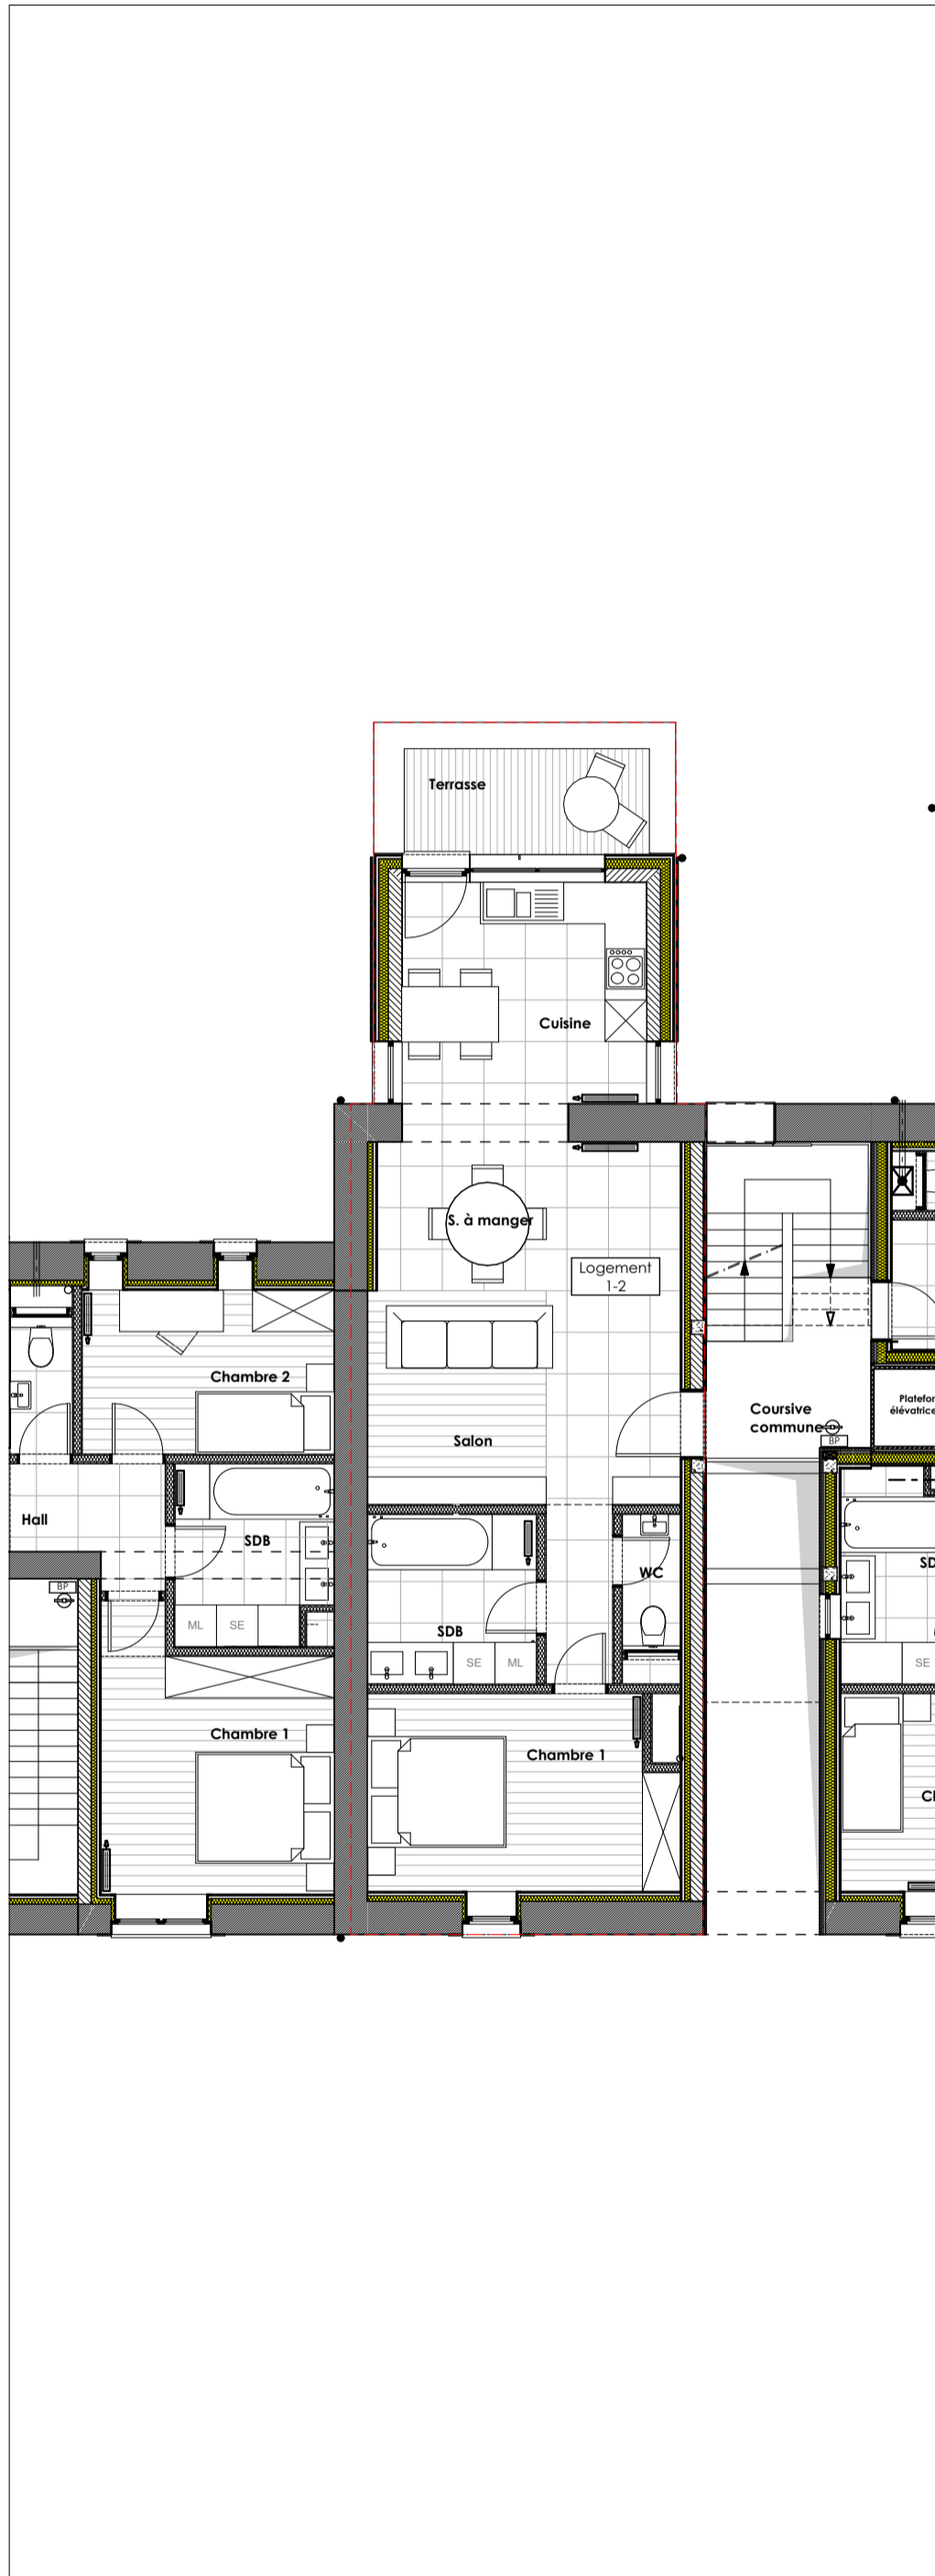 Terrasse
Cuisine
S. à manger
Logement
1-2
Chambre 2
Coursive
commune
BP
Platefor
élévatrice
Salon
Hall
SDB
WC
SD
BP
ML
SE
SDB
SE
ML
SE
Chambre 1
Chambre 1
C